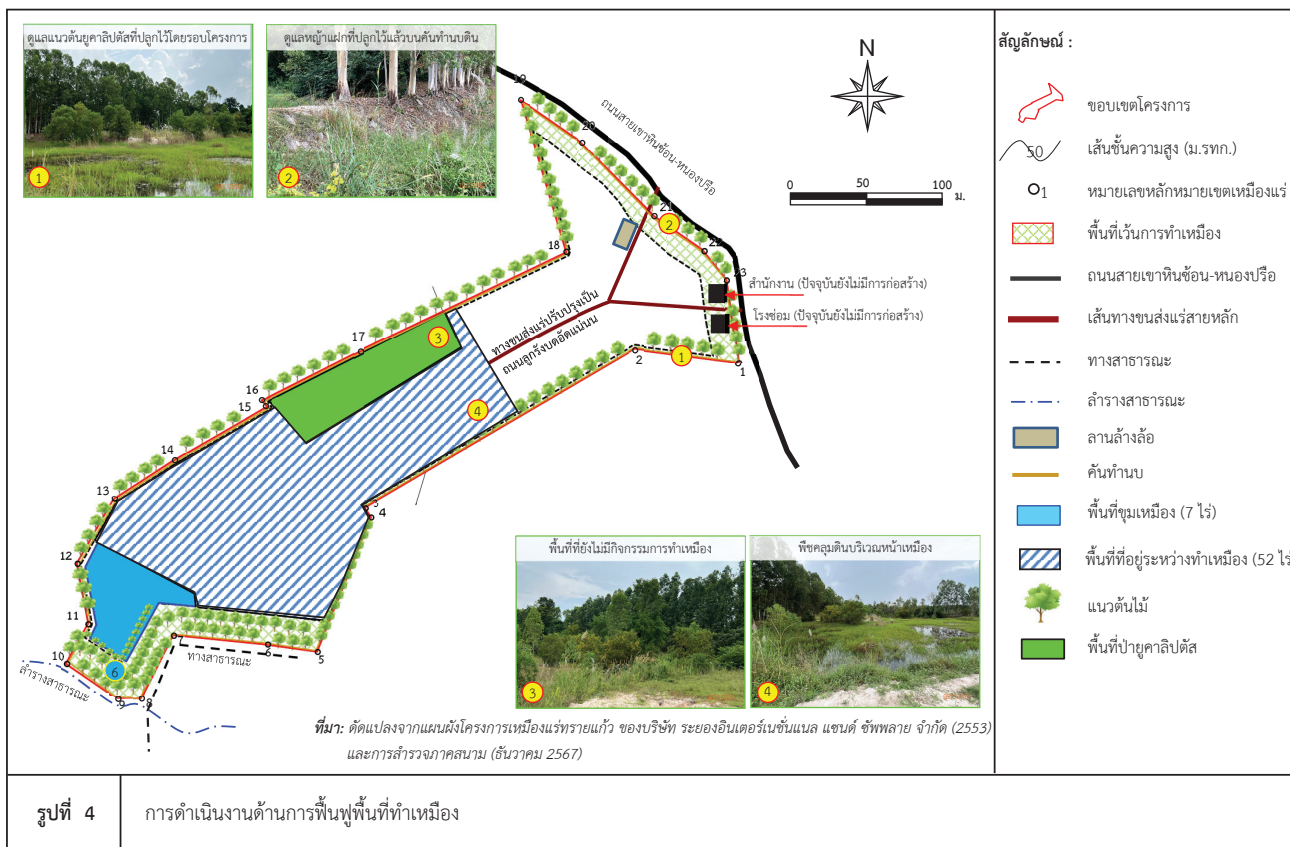 ดูแลแนวต้นยูคาลิปตัสที่ปลูกไว้โดยรอบโครงการ
1
ดูแลหญ้าแฝกที่ปลูกไว้แล้วบนคันทำนบดิน
2
N
0 50 100 ม.
ถนนสายเขาหินซ้อน-หนองปรือ
19
20
21
2
22
23
18
สำนักงาน (ปัจจุบันยังไม่มีการก่อสร้าง)
โรงซ่อม (ปัจจุบันยังไม่มีการก่อสร้าง)
ทางขนส่งแร่ปรับปรุงเป็น
ถนนลูกรังบดอัดแน่นน
3
17
2
1
1
16
15
4
14
13
3
4
12
11
10
6
7
6
5
ทางสาธารณะ
ลำรางสาธารณะ
9
8
พื้นที่ที่ยังไม่มีกิจกรรมการทำเหมือง
3
พืชคลุมดินบริเวณหน้าเหมือง
4
ที่มา: ดัดแปลงจากแผนผังโครงการเหมืองแร่ทรายแก้ว ของบริษัท ระยองอินเตอร์เนชั่นแนล แซนด์ ซัพพลาย จำกัด (2553)
และการสำรวจภาคสนาม (ธันวาคม 2567)
สัญลักษณ์ :
ขอบเขตโครงการ
50 เส้นชั้นความสูง (ม.รทก.)
1 หมายเลขหลักหมายเขตเหมืองแร่
พื้นที่เว้นการทำเหมือง
ถนนสายเขาหินซ้อน-หนองปรือ
เส้นทางขนส่งแร่สายหลัก
ทางสาธารณะ
ลำรางสาธารณะ
ลานล้างล้อ
คันทำนบ
พื้นที่ขุมเหมือง (7 ไร่)
พื้นที่ที่อยู่ระหว่างทำเหมือง (52 ไร่
แนวต้นไม้
พื้นที่ป่ายูคาลิปตัส
รูปที่ 4 การดำเนินงานด้านการฟื้นฟูพื้นที่ทำเหมือง